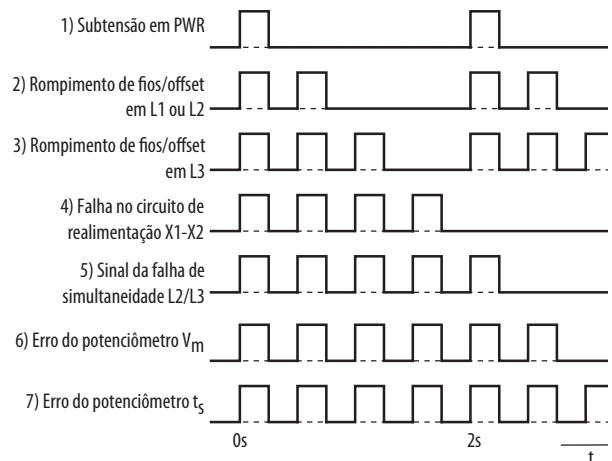 1) Subtensão em PWR
2) Rompimento de fios/offset
em L1 ou L2
3) Rompimento de fios/offset
em L3
4) Falha no circuito de
realimentação X1-X2
5) Sinal da falha de
simultaneidade L2/L3
6) Erro do potenciômetro Vm
7) Erro do potenciômetro ts
0s
2s
t